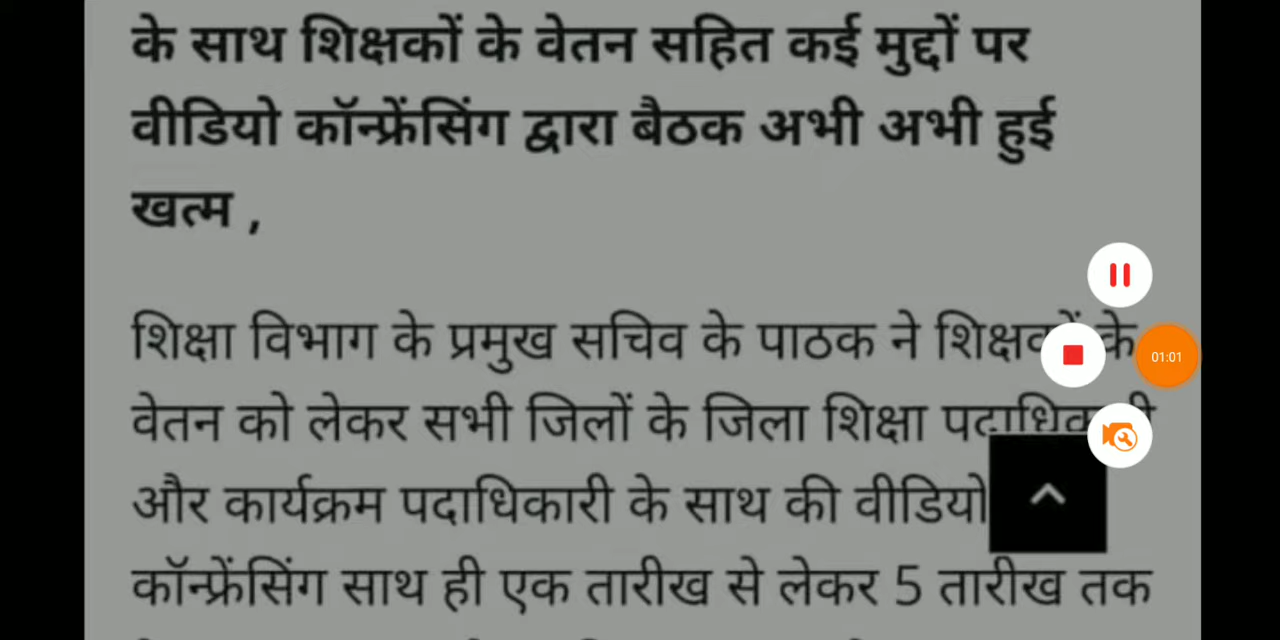 के साथ शिक्षकों के वेतन सहित कई मुद्दों पर
वीडियो कॉन्फ्रेंसिंग द्वारा बैठक अभी अभी हुई
खत्म ,
शिक्षा विभाग के प्रमुख सचिव के पाठक ने के
वेतन को लेकर सभी जिलों के जिला शिक्षा
और कार्यक्रम पदाधिकारी के साथ की वीडियो
कॉन्फ्रेंसिंग साथ ही एक तारीख से लेकर 5 तारीख तक
01:01